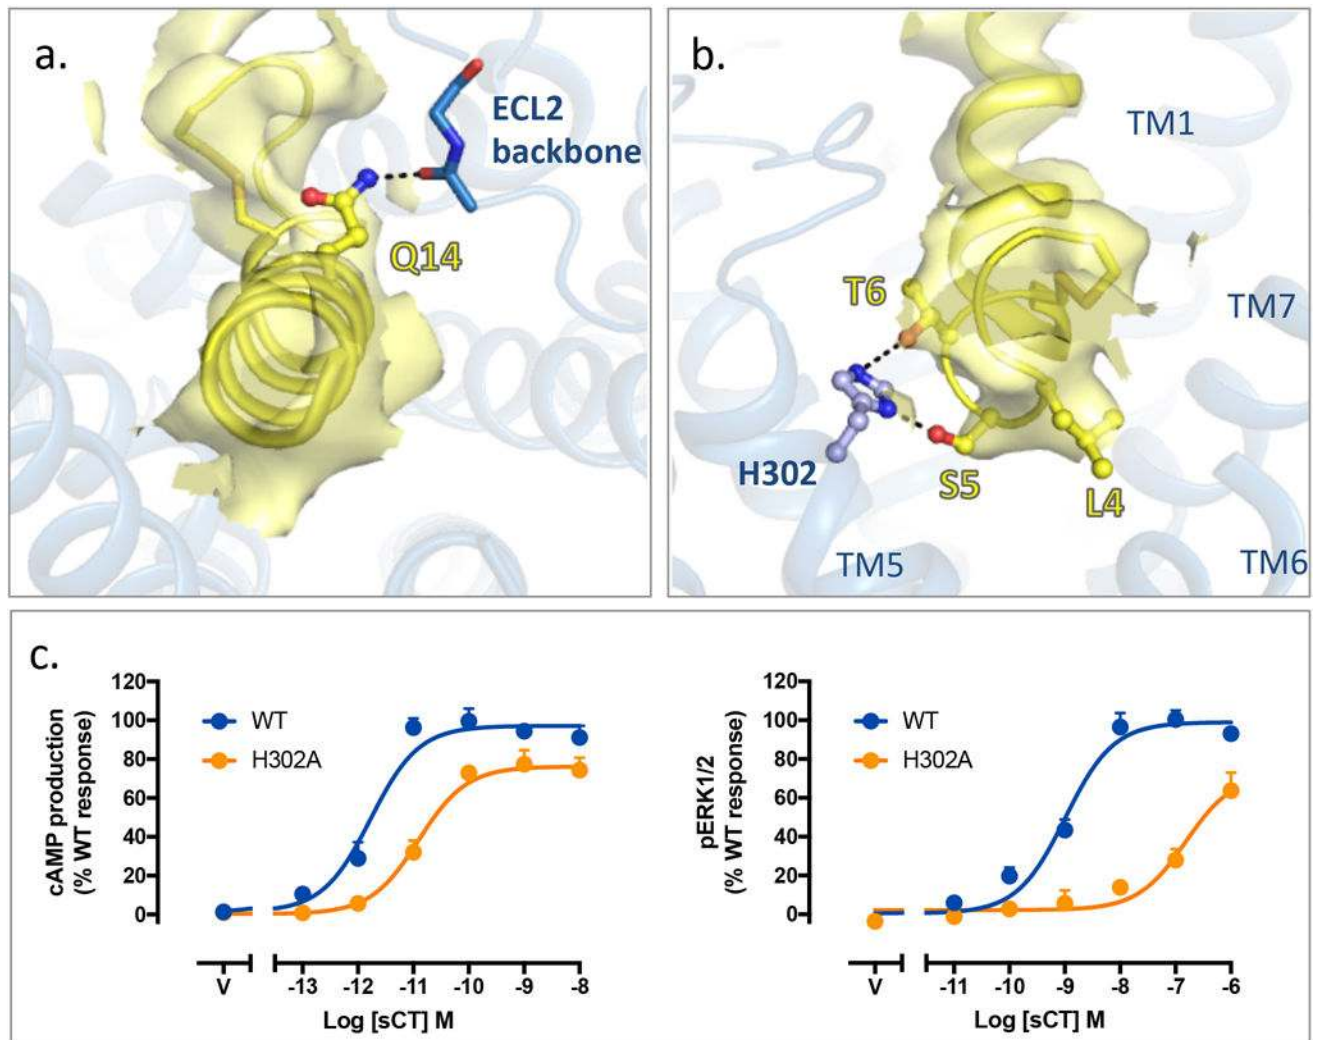 a.
ECL2
backbone
Q14
b.
TM1
T6
TM7
H302
S5
L4
TM5
TM6
c.
cAMP production
(% WT response)
120
100
80
60
40
20
0
WT
H302A
V
-13
-12
-11
-10
-9
-8
Log [sCT] M
pERK1/2
(% WT response)
120
100
80
60
40
20
0
WT
H302A
V
-11
-10
-9
-8
-7
-6
Log [sCT] M